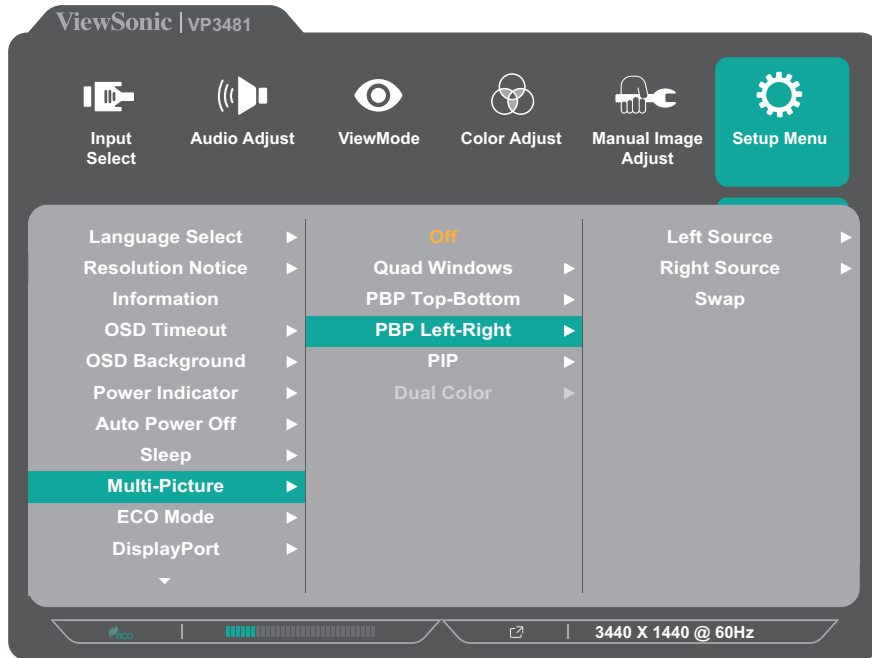 ViewSonic | VP3481
Input
Select
Audio Adjust
ViewMode
Color Adjust
Manual Image
Adjust
Setup Menu
Language Select
Resolution Notice
Information
OSD Timeout
OSD Background
Power Indicator
Auto Power Off
Sleep
Multi-Picture
ECO Mode
DisplayPort
Off
Quad Windows
PBP Top-Bottom
PBP Left-Right
PIP
Dual Color
Left Source
Right Source
Swap
eco
3440 X 1440 @ 60Hz